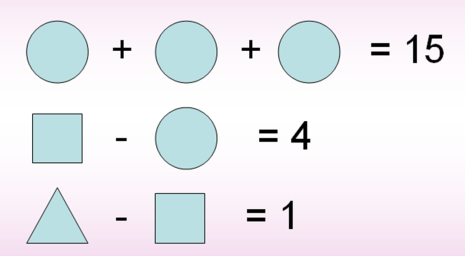 + + = 15
- = 4
- = 1